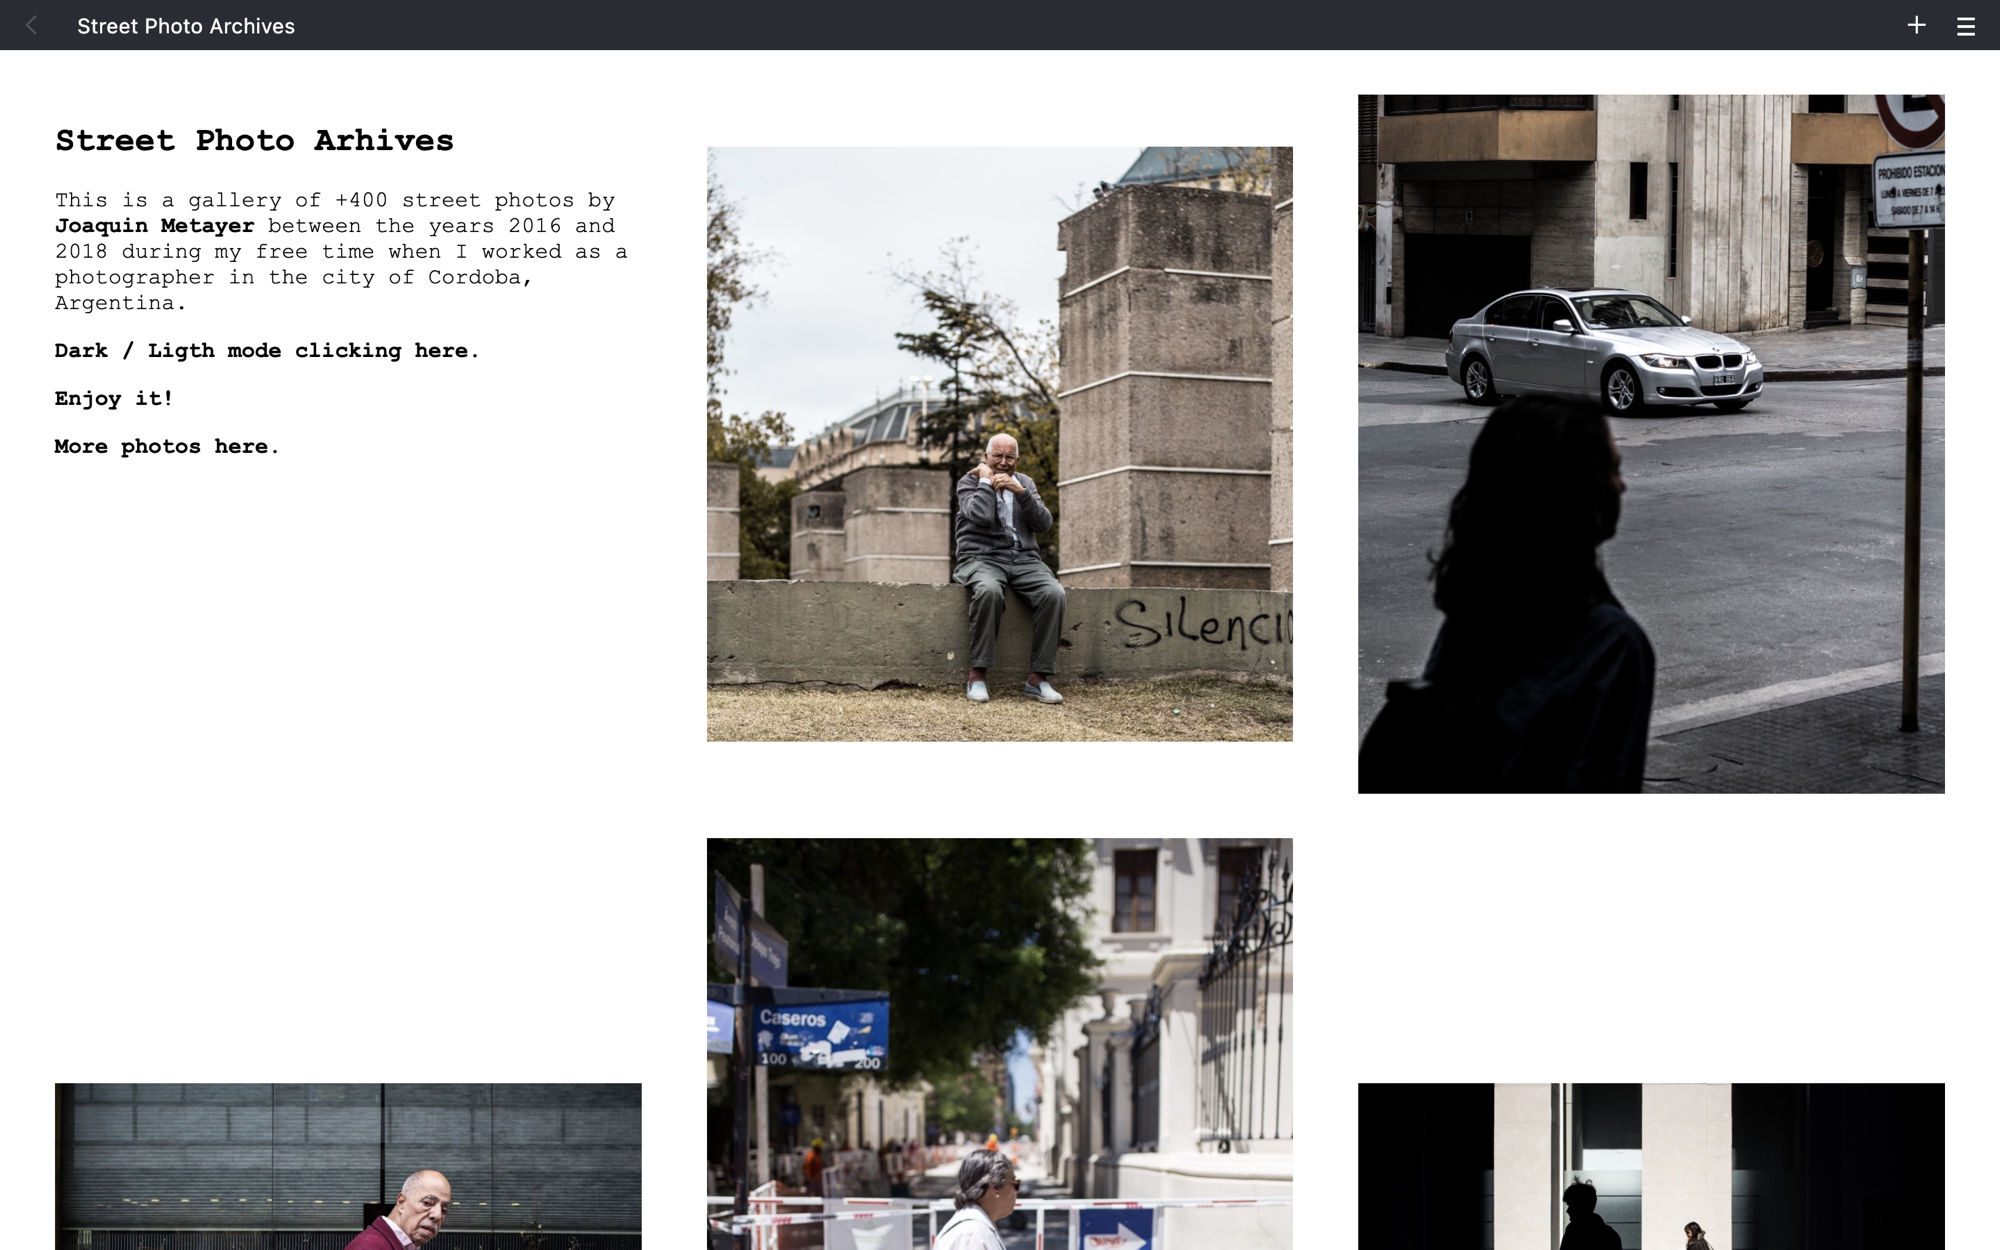 Street Photo Archives
Street Photo Arhives
This is a gallery of +400 street photos by
Joaquin Metayer between the years 2016 and
2018 during my free time when I worked as a
photographer in the city of Cordoba,
Argentina.
Dark / Ligth mode clicking here.
Enjoy it!
More photos here.
Silenci
PROHIBIDO ESTACION
LUNES A VIERNES DE 7 A
SABADO DE 7 A 14 H.
Caseros
100
200